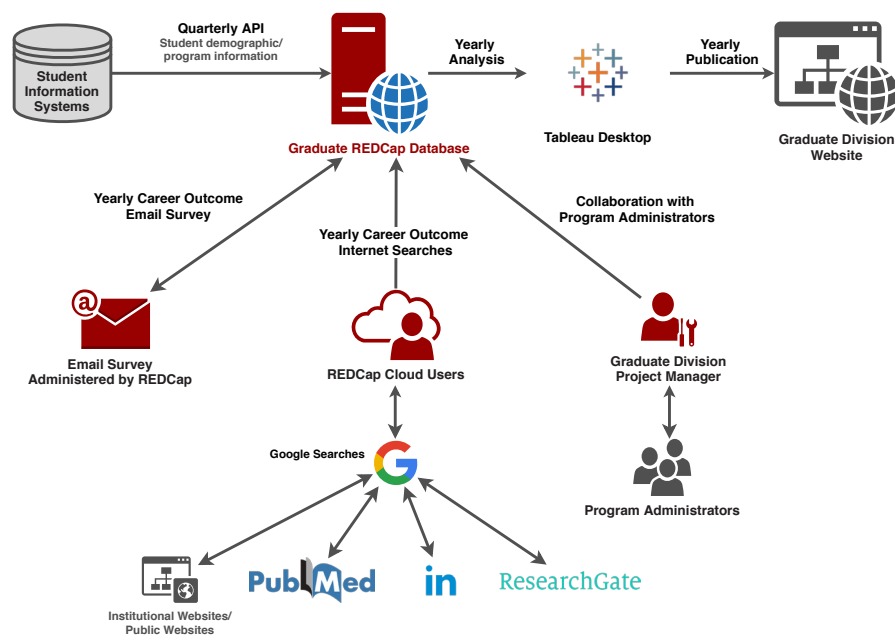 Quarterly API
Student demographic/
program information
Student
Information
Systems
Yearly
Analysis
Yearly
Publication
Tableau Desktop
Graduate Division
Website
Graduate REDCap Database
Yearly Career Outcome
Email Survey
Yearly Career Outcome
Internet Searches
Collaboration with
Program Administrators
@
Email Survey
Administered by REDCap
REDCap Cloud Users
Graduate Division
Project Manager
Google Searches
G
Program Administrators
PubMed
in
ResearchGate
Institutional Websites/
Public Websites